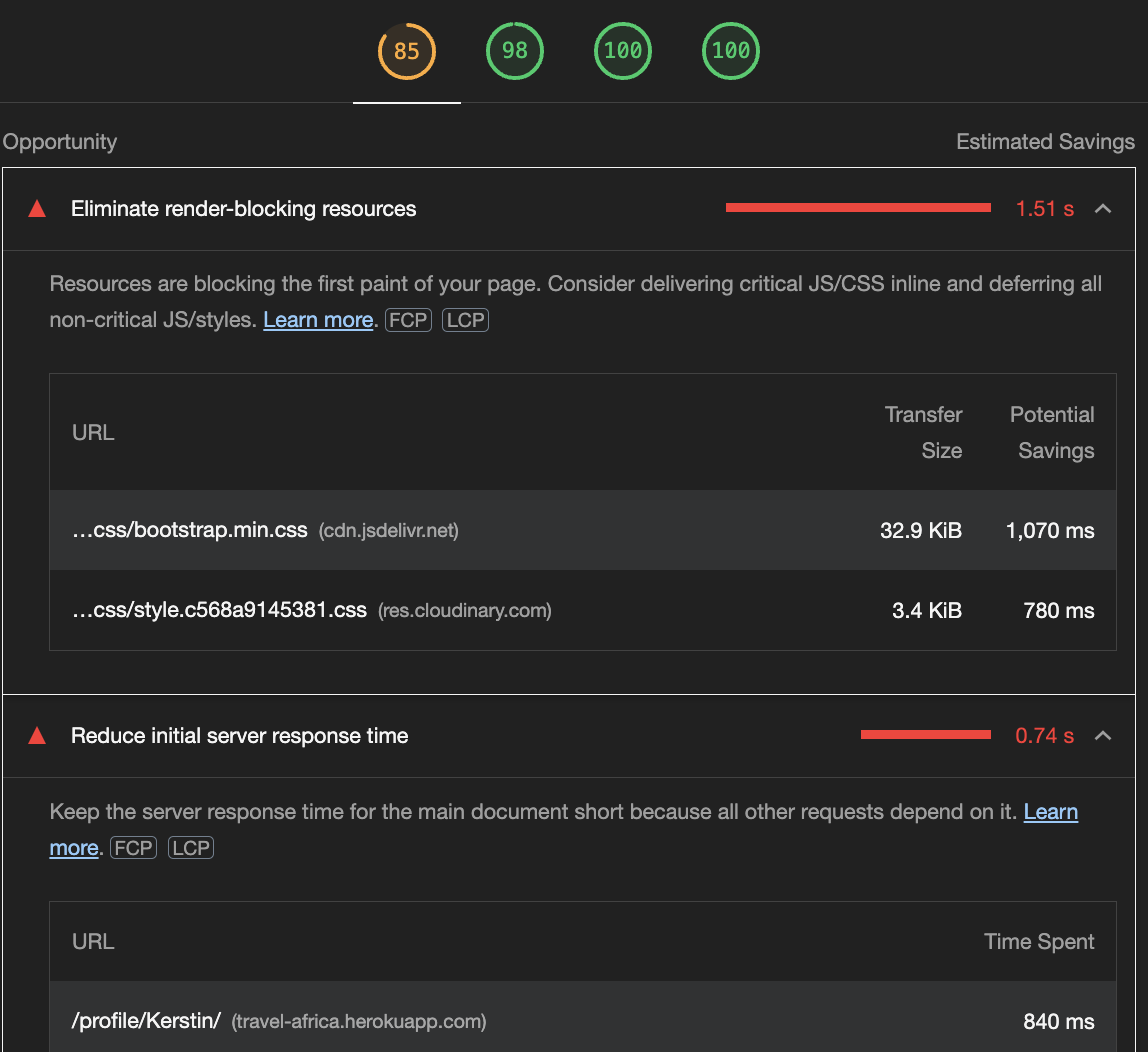 85 98 100 100
Opportunity Estimated Savings
Eliminate render-blocking resources 1.51 s
Resources are blocking the first paint of your page. Consider delivering critical JS/CSS inline and deferring all
non-critical JS/styles. Learn more. FCP LCP
Transfer Potential
URL
Size Savings
…css/bootstrap.min.css (cdn.jsdelivr.net) 32.9 KiB 1,070 ms
…css/style.c568a9145381.css (res.cloudinary.com) 3.4 KiB 780 ms
Reduce initial server response time 0.74 s
Keep the server response time for the main document short because all other requests depend on it. Learn
more. FCP LCP
URL Time Spent
/profile/Kerstin/ (travel-africa.herokuapp.com) 840 ms